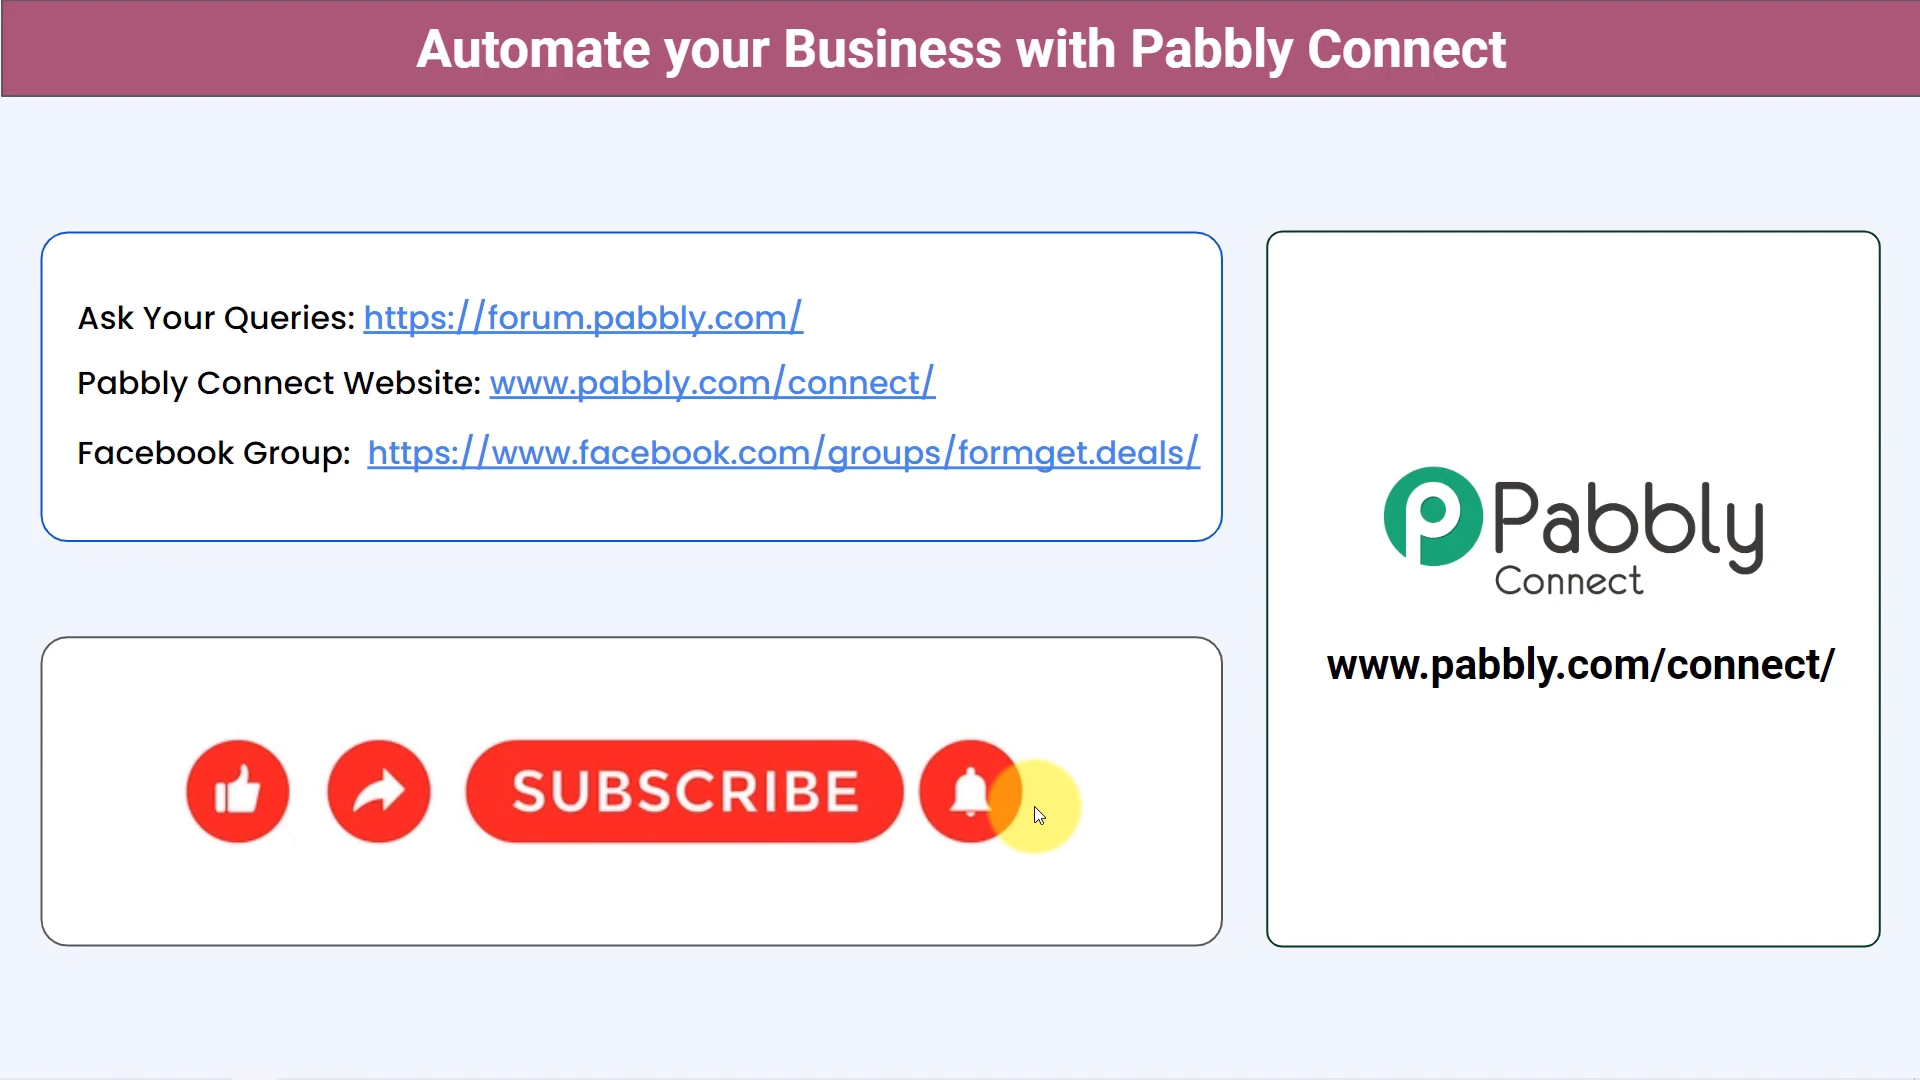 Automate your Business with Pabbly Connect
Ask Your Queries: https://forum.pabbly.com/
Pabbly Connect Website: www.pabbly.com/connect/
Facebook Group: https://www.facebook.com/groups/formget.deals/
SUBSCRIBE
Pabbly
Connect
www.pabbly.com/connect/